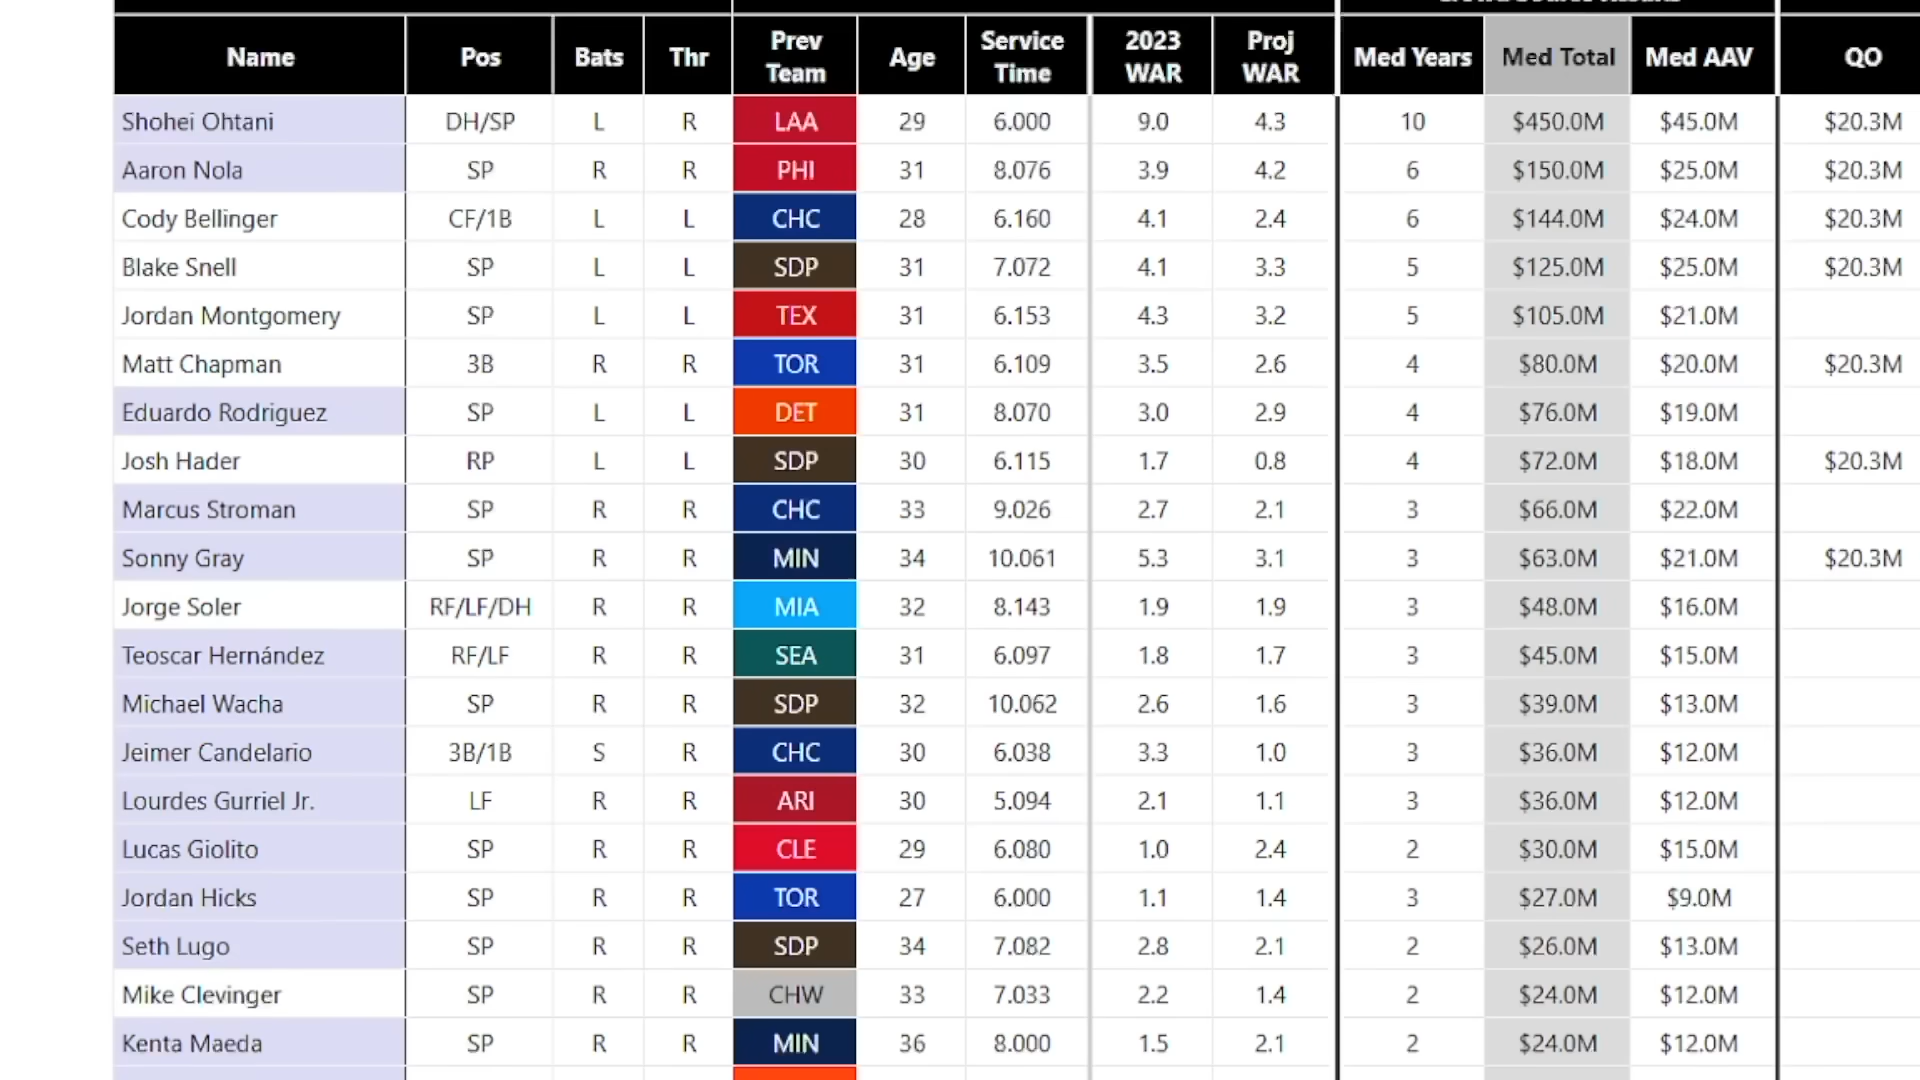 Name Pos Bats Thr Prev Team Age Service Time 2023 WAR Proj WAR Med Years Med Total Med AAV QO
Shohei Ohtani DH/SP L R LAA 29 6.000 9.0 4.3 10 $450.0M $45.0M $20.3M
Aaron Nola SP R R PHI 31 8.076 3.9 4.2 6 $150.0M $25.0M $20.3M
Cody Bellinger CF/1B L L CHC 28 6.160 4.1 2.4 6 $144.0M $24.0M $20.3M
Blake Snell SP L L SDP 31 7.072 4.1 3.3 5 $125.0M $25.0M $20.3M
Jordan Montgomery SP L L TEX 31 6.153 4.3 3.2 5 $105.0M $21.0M
Matt Chapman 3B R R TOR 31 6.109 3.5 2.6 4 $80.0M $20.0M $20.3M
Eduardo Rodriguez SP L L DET 31 8.070 3.0 2.9 4 $76.0M $19.0M
Josh Hader RP L L SDP 30 6.115 1.7 0.8 4 $72.0M $18.0M $20.3M
Marcus Stroman SP R R CHC 33 9.026 2.7 2.1 3 $66.0M $22.0M
Sonny Gray SP R R MIN 34 10.061 5.3 3.1 3 $63.0M $21.0M $20.3M
Jorge Soler RF/LF/DH R R MIA 32 8.143 1.9 1.9 3 $48.0M $16.0M
Teoscar Hernández RF/LF R R SEA 31 6.097 1.8 1.7 3 $45.0M $15.0M
Michael Wacha SP R R SDP 32 10.062 2.6 1.6 3 $39.0M $13.0M
Jeimer Candelario 3B/1B S R CHC 30 6.038 3.3 1.0 3 $36.0M $12.0M
Lourdes Gurriel Jr. LF R R ARI 30 5.094 2.1 1.1 3 $36.0M $12.0M
Lucas Giolito SP R R CLE 29 6.080 1.0 2.4 2 $30.0M $15.0M
Jordan Hicks SP R R TOR 27 6.000 1.1 1.4 3 $27.0M $9.0M
Seth Lugo SP R R SDP 34 7.082 2.8 2.1 2 $26.0M $13.0M
Mike Clevinger SP R R CHW 33 7.033 2.2 1.4 2 $24.0M $12.0M
Kenta Maeda SP R R MIN 36 8.000 1.5 2.1 2 $24.0M $12.0M